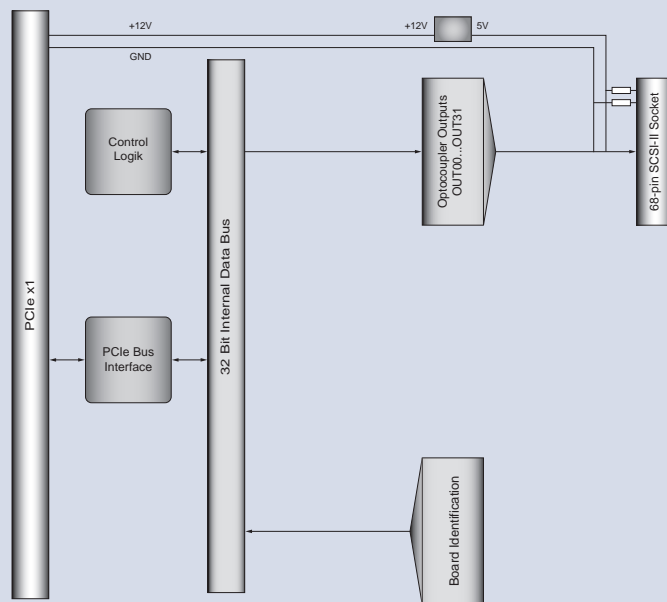 +12V
+12V
5V
GND
Control
Logik
Optocoupler Outputs
OUT00...OUT31
68-pin SCSI-II Socket
PCIe x1
32 Bit Internal Data Bus
PCIe Bus
Interface
Board Identification